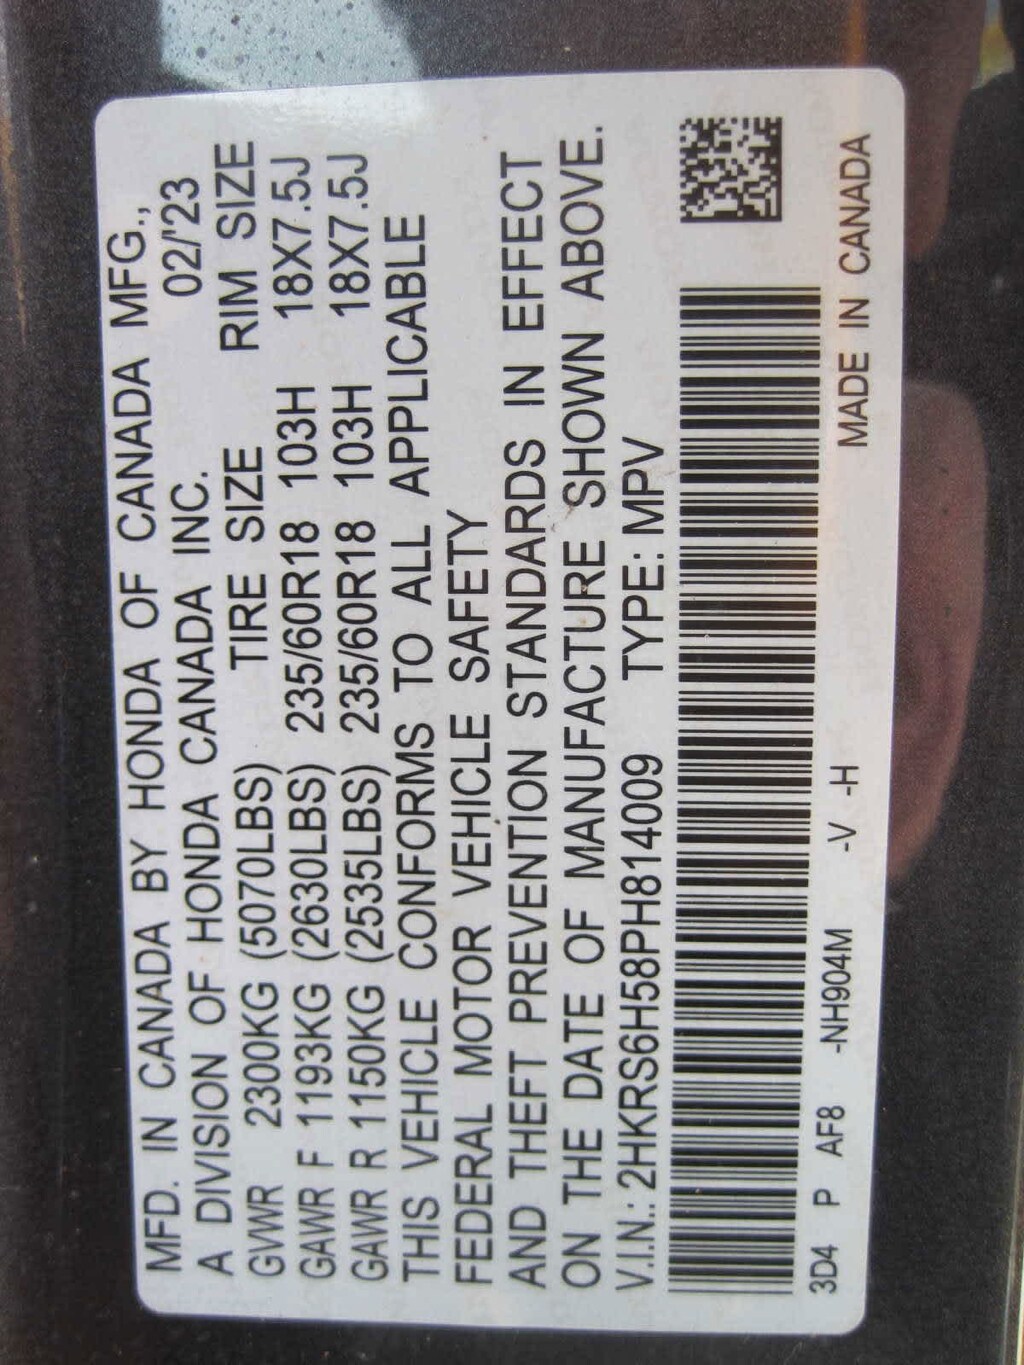 MFD. IN CANADA BY HONDA OF CANADA MFG.,
A DIVISION OF HONDA CANADA INC. 02/'23
TIRE SIZE RIM SIZE
GVWR 2300KG (5070LBS)
GAWR F 1193KG (2630LBS) 235/60R18 103H 18X7.5J
GAWR R 1150KG (2535LBS) 235/60R18 103H 18X7.5J
THIS VEHICLE CONFORMS TO ALL APPLICABLE
FEDERAL MOTOR VEHICLE SAFETY
AND THEFT PREVENTION STANDARDS IN EFFECT
ON THE DATE OF MANUFACTURE SHOWN ABOVE.
V.I.N.: 2HKRS6H58PH814009 TYPE: MPV
3D4 P AF8 -NH904M -V -H MADE IN CANADA